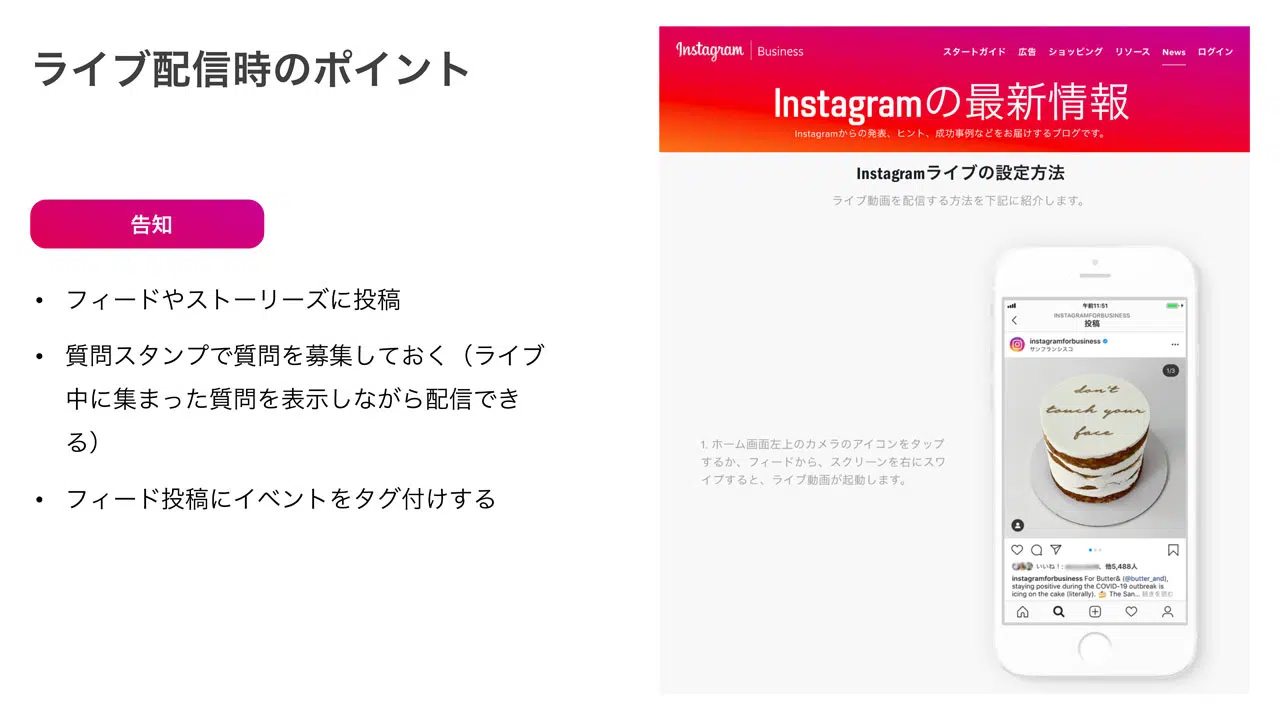 ライブ配信時のポイント
告知
• フィードやストーリーズに投稿
• 質問スタンプで質問を募集しておく（ライブ
中に集まった質問を表示しながら配信でき
る）
• フィード投稿にイベントをタグ付けする
Instagram Business
スタートガイド 広告 ショッピング リソース News ログイン
Instagramの最新情報
Instagramからの発表、ヒント、成功事例などをお届けするブログです。
Instagramライブの設定方法
ライブ動画を配信する方法を下記に紹介します。
1. ホーム画面左上のカメラのアイコンをタップ
するか、フィードから、スクリーンを右にスワ
イプすると、ライブ動画が起動します。
午前11:51
INSTAGRAMFORBUSINESS
投稿
instagramforbusiness
サンフランシスコ
1/3
don't
touch your
face
いいね！: 、他5,488人
instagramforbusiness For Butter& (@butter_and),
staying positive during the COVID-19 outbreak is
icing on the cake (literally). 🍰 The San... 続きを読む